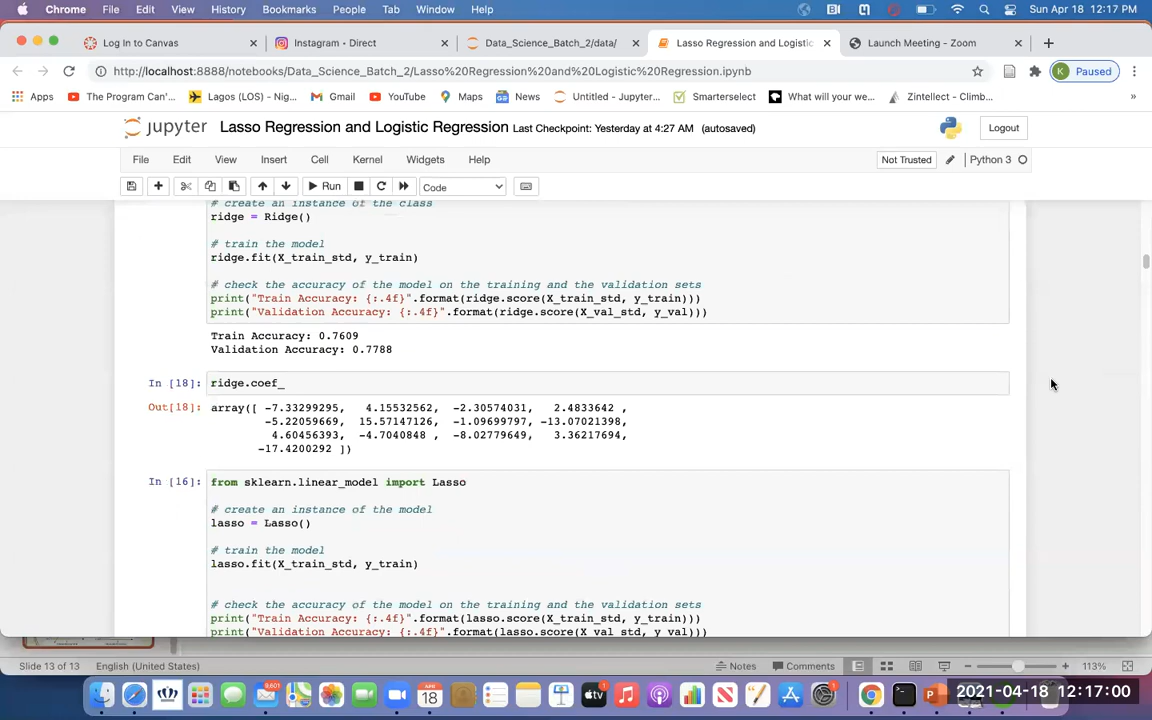 Chrome File Edit View History Bookmarks People Tab Window Help Sun Apr 18 12:17 PM
Log In to Canvas Instagram • Direct Data_Science_Batch_2/data/ Lasso Regression and Logistic Launch Meeting - Zoom
http://localhost:8888/notebooks/Data_Science_Batch_2/Lasso%20Regression%20and%20Logistic%20Regression.ipynb K Paused
Apps The Program Can'... Lagos (LOS) - Nig... Gmail YouTube Maps News Untitled - Jupyter... Smarterselect What will your we... Zintellect - Climb... »
jupyter Lasso Regression and Logistic Regression Last Checkpoint: Yesterday at 4:27 AM (autosaved) Logout
File Edit View Insert Cell Kernel Widgets Help Not Trusted Python 3
Run Code
# create an instance of the class
ridge = Ridge()
# train the model
ridge.fit(X_train_std, y_train)
# check the accuracy of the model on the training and the validation sets
print("Train Accuracy: {:.4f}".format(ridge.score(X_train_std, y_train)))
print("Validation Accuracy: {:.4f}".format(ridge.score(X_val_std, y_val)))
Train Accuracy: 0.7609
Validation Accuracy: 0.7788
In [18]: ridge.coef_
Out[18]: array([ -7.33299295, 4.15532562, -2.30574031, 2.4833642 ,
-5.22059669, 15.57147126, -1.09699797, -13.07021398,
4.60456393, -4.7040848 , -8.02779649, 3.36217694,
-17.4200292 ])
In [16]: from sklearn.linear_model import Lasso
# create an instance of the model
lasso = Lasso()
# train the model
lasso.fit(X_train_std, y_train)
# check the accuracy of the model on the training and the validation sets
print("Train Accuracy: {:.4f}".format(lasso.score(X_train_std, y_train)))
print("Validation Accuracy: {:.4f}".format(lasso.score(X_val_std, y_val)))
Slide 13 of 13 English (United States) Notes Comments 113%
9,601 APR 18 tv 1
2021-04-18 12:17:00